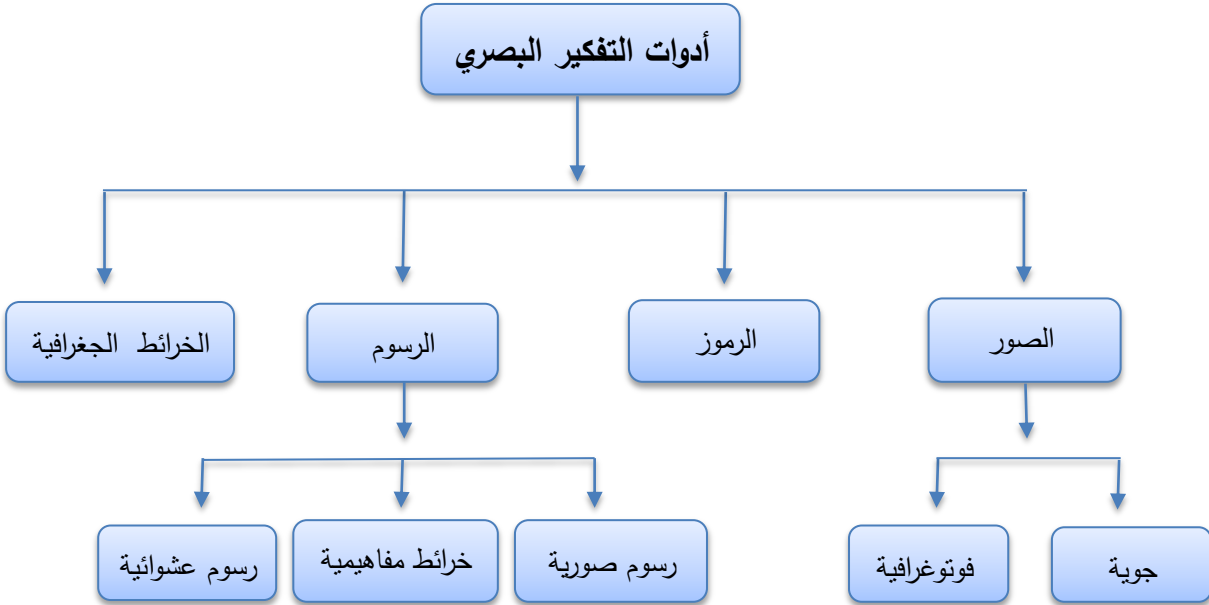 أدوات التفكير البصري
الصور
الرموز
الرسوم
الخرائط الجغرافية
جوية
فوتوغرافية
رسوم صورية
خرائط مفاهيمية
رسوم عشوائية